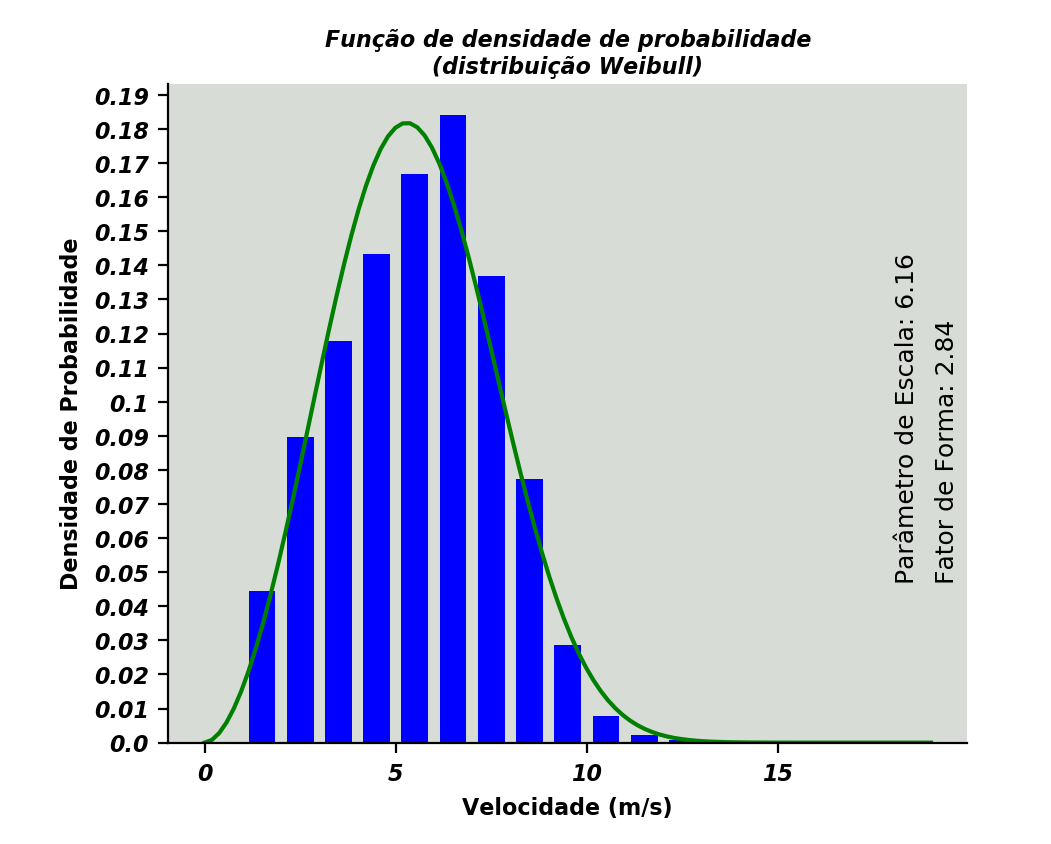 Função de densidade de probabilidade
(distribuição Weibull)
0.19
0.18
0.17
0.16
0.15
0.14
0.13
0.12
0.11
0.1
0.09
0.08
0.07
0.06
0.05
0.04
0.03
0.02
0.01
0.0
Densidade de Probabilidade
Parâmetro de Escala: 6.16
Fator de Forma: 2.84
0 5 10 15
Velocidade (m/s)